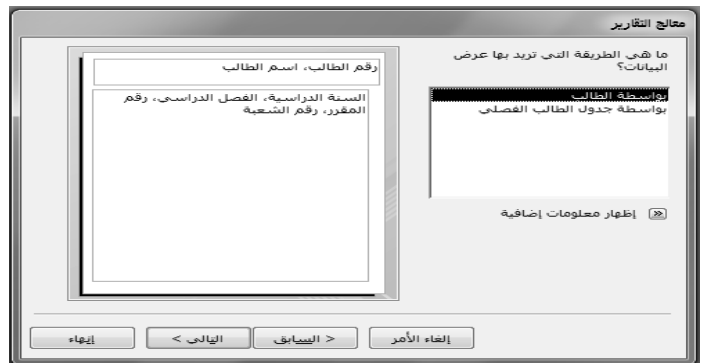 معالج التقارير
ما هي الطريقة التي تريد بها عرض
البيانات؟
بواسطة الطالب
بواسطة جدول الطالب الفصلي
إظهار معلومات إضافية
رقم الطالب، اسم الطالب
السنة الدراسية، الفصل الدراسي، رقم
المقرر، رقم الشعبة
إلغاء الأمر
< السابق
التالي >
إنهاء